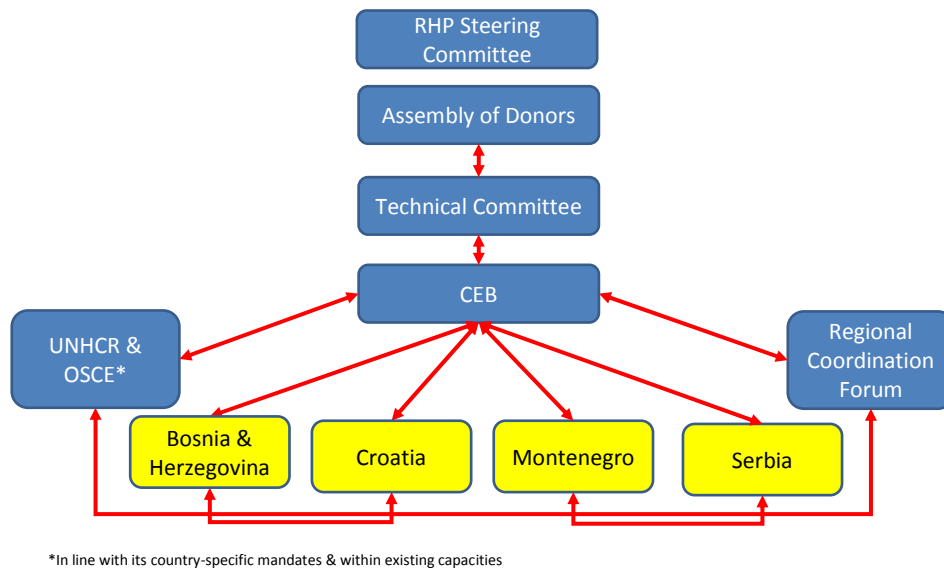 RHP Steering
Committee
Assembly of Donors
Technical Committee
CEB
UNHCR &
OSCE*
Regional
Coordination
Forum
Bosnia &
Herzegovina
Croatia
Montenegro
Serbia
*In line with its country-specific mandates & within existing capacities